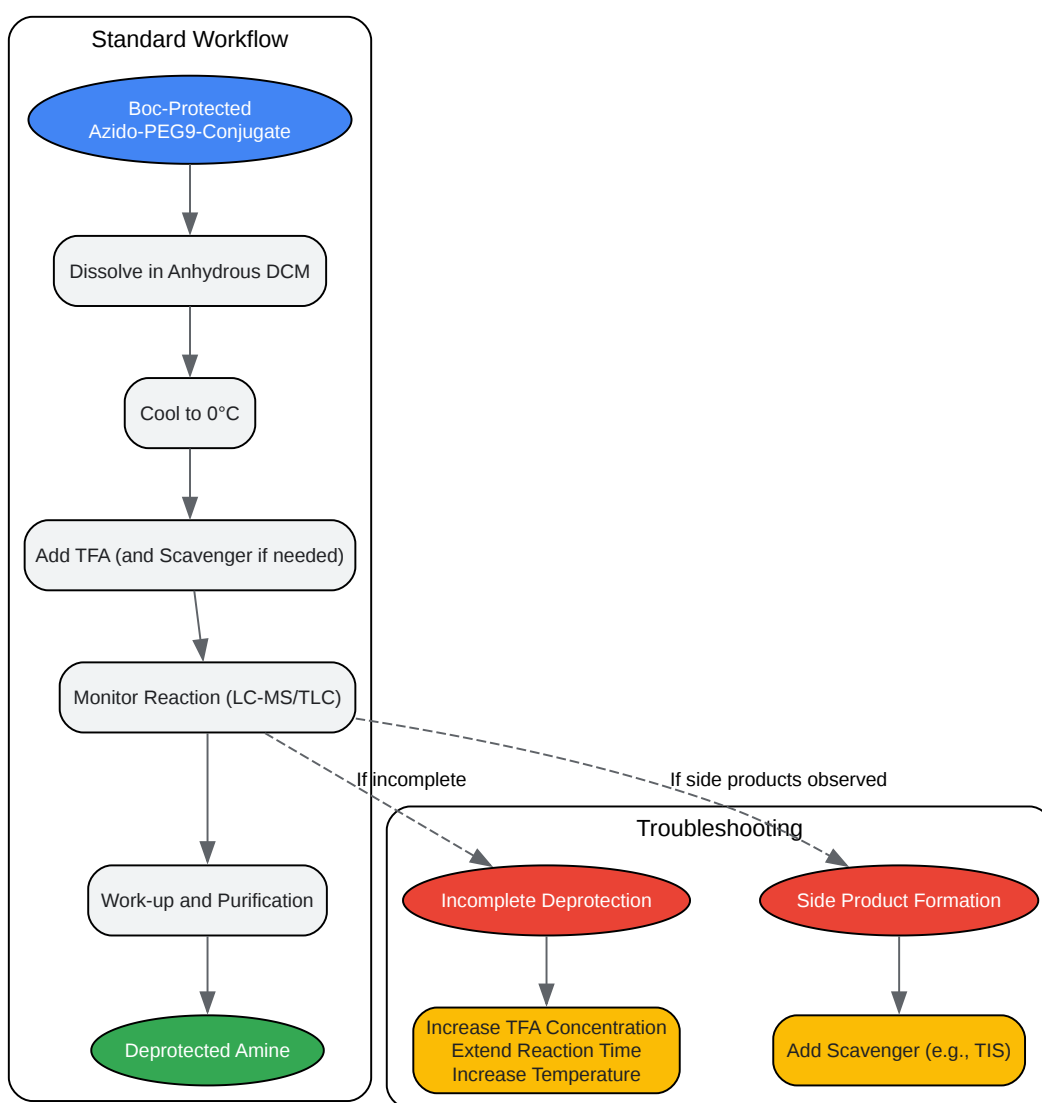 Standard Workflow
Boc-Protected
Azido-PEG9-Conjugate
Dissolve in Anhydrous DCM
Cool to 0°C
Add TFA (and Scavenger if needed)
Monitor Reaction (LC-MS/TLC)
If incomplete
If side products observed
Troubleshooting
Work-up and Purification
Incomplete Deprotection
Side Product Formation
Deprotected Amine
Increase TFA Concentration
Extend Reaction Time
Increase Temperature
Add Scavenger (e.g., TIS)